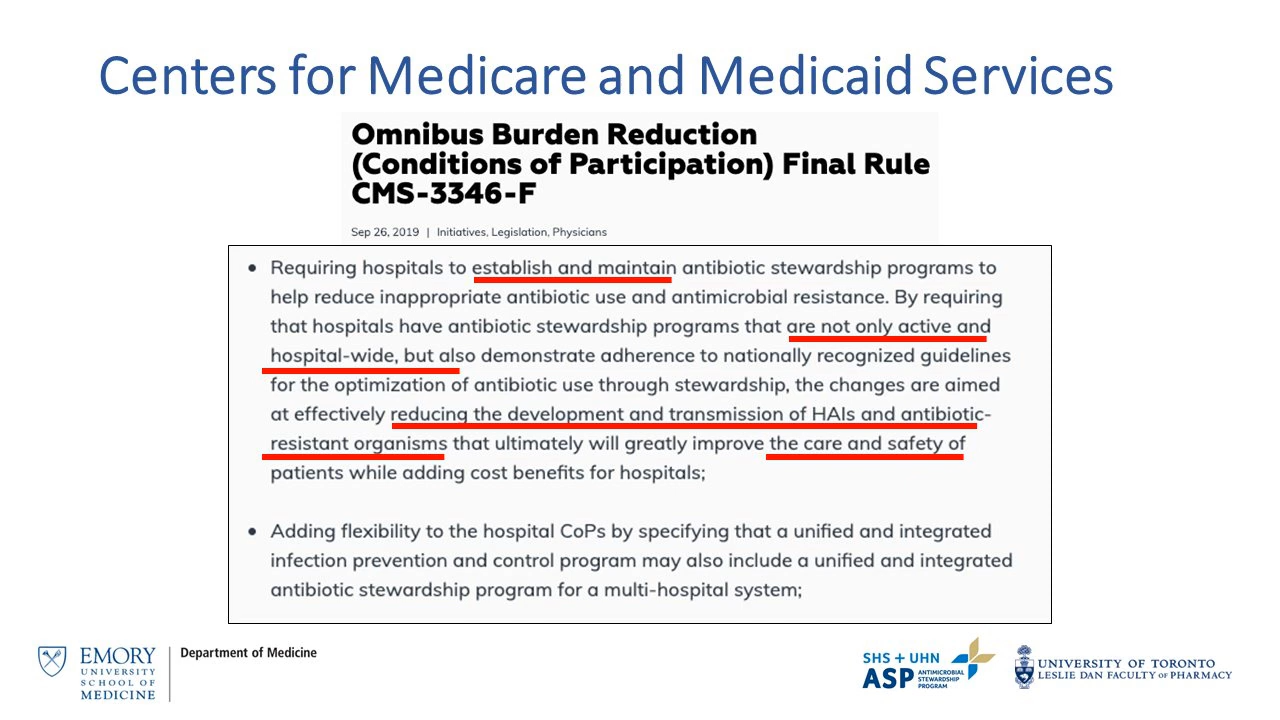 Centers for Medicare and Medicaid Services
Omnibus Burden Reduction
(Conditions of Participation) Final Rule
CMS-3346-F
Sep 26, 2019 | Initiatives, Legislation, Physicians
• Requiring hospitals to establish and maintain antibiotic stewardship programs to
help reduce inappropriate antibiotic use and antimicrobial resistance. By requiring
that hospitals have antibiotic stewardship programs that are not only active and
hospital-wide, but also demonstrate adherence to nationally recognized guidelines
for the optimization of antibiotic use through stewardship, the changes are aimed
at effectively reducing the development and transmission of HAIs and antibiotic-
resistant organisms that ultimately will greatly improve the care and safety of
patients while adding cost benefits for hospitals;
• Adding flexibility to the hospital CoPs by specifying that a unified and integrated
infection prevention and control program may also include a unified and integrated
antibiotic stewardship program for a multi-hospital system;
EMORY
UNIVERSITY
SCHOOL OF
MEDICINE
Department of Medicine
SHS + UHN
ASP
ANTIMICROBIAL
STEWARDSHIP
PROGRAM
UNIVERSITY OF TORONTO
LESLIE DAN FACULTY OF PHARMACY